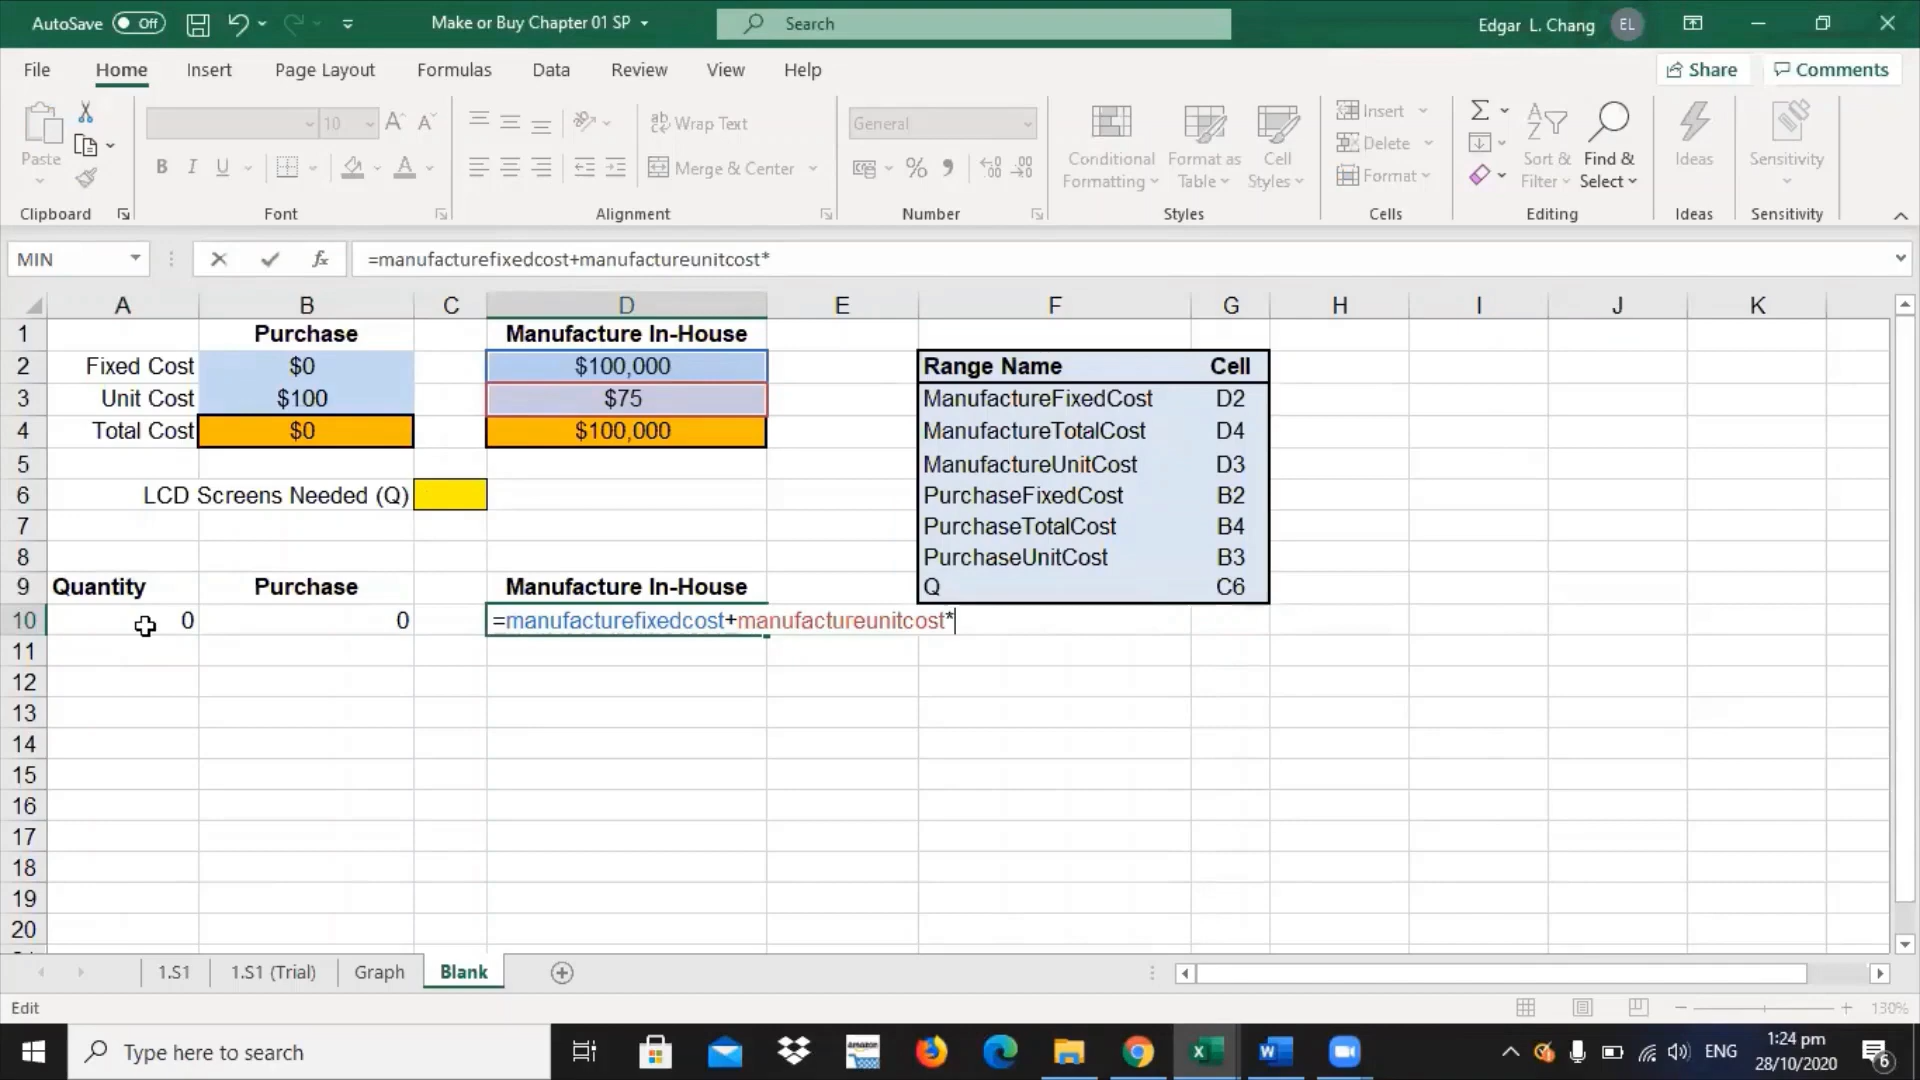 AutoSave Off Make or Buy Chapter 01 SP Search Edgar L. Chang EL
File Home Insert Page Layout Formulas Data Review View Help Share Comments
10 Wrap Text General Insert
Paste B I U Merge & Center Conditional Formatting Format as Table Cell Styles Delete Format Sort & Filter Find & Select Ideas Sensitivity
Clipboard Font Alignment Number Styles Cells Editing Ideas Sensitivity
MIN fx =manufacturefixedcost+manufactureunitcost*
A B C D E F G H I J K
1 Purchase Manufacture In-House
2 Fixed Cost $0 $100,000 Range Name Cell
3 Unit Cost $100 $75 ManufactureFixedCost D2
4 Total Cost $0 $100,000 ManufactureTotalCost D4
5 ManufactureUnitCost D3
6 LCD Screens Needed (Q) PurchaseFixedCost B2
7 PurchaseTotalCost B4
8 PurchaseUnitCost B3
9 Quantity Purchase Manufacture In-House Q C6
10 0 0 =manufacturefixedcost+manufactureunitcost*
11
12
13
14
15
16
17
18
19
20
1.S1 1.S1 (Trial) Graph Blank
Edit 130%
Type here to search amazon ENG 1:24 pm
28/10/2020 6